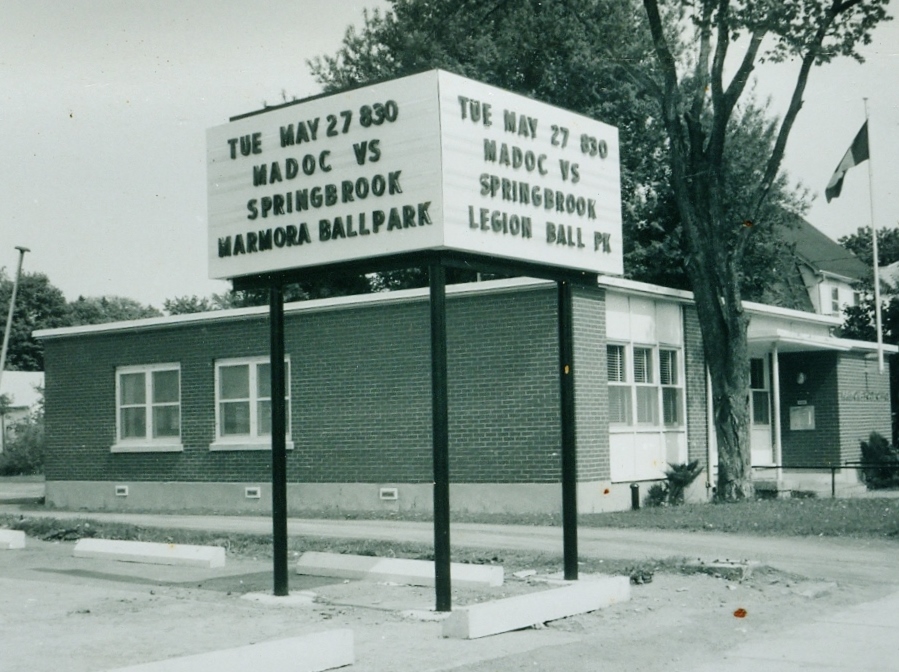 TUE MAY 27 830
MADOC VS
SPRINGBROOK
MARMORA BALLPARK
TUE MAY 27 830
MADOC VS
SPRINGBROOK
LEGION BALL PK